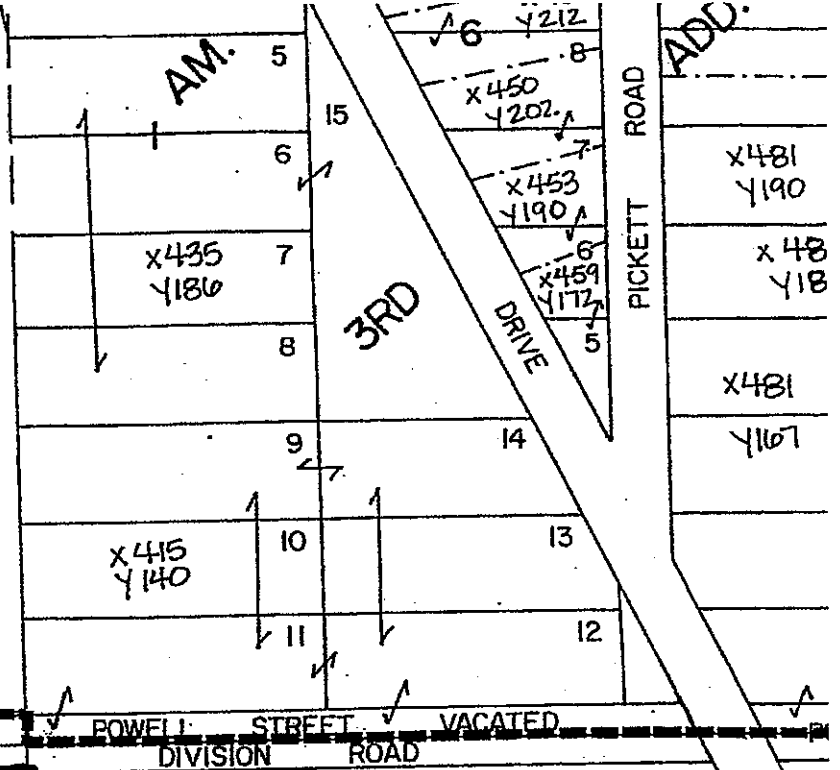 AM.
ADD.
5
6
Y212
8
15
X450
Y202
6
7
X481
Y190
X453
Y190
PICKETT ROAD
X435
Y186
7
6
X48
Y18
X459
Y172
3RD
DRIVE
8
5
X481
9
14
Y167
10
13
X415
Y140
11
12
POWELL STREET VACATED
DIVISION ROAD